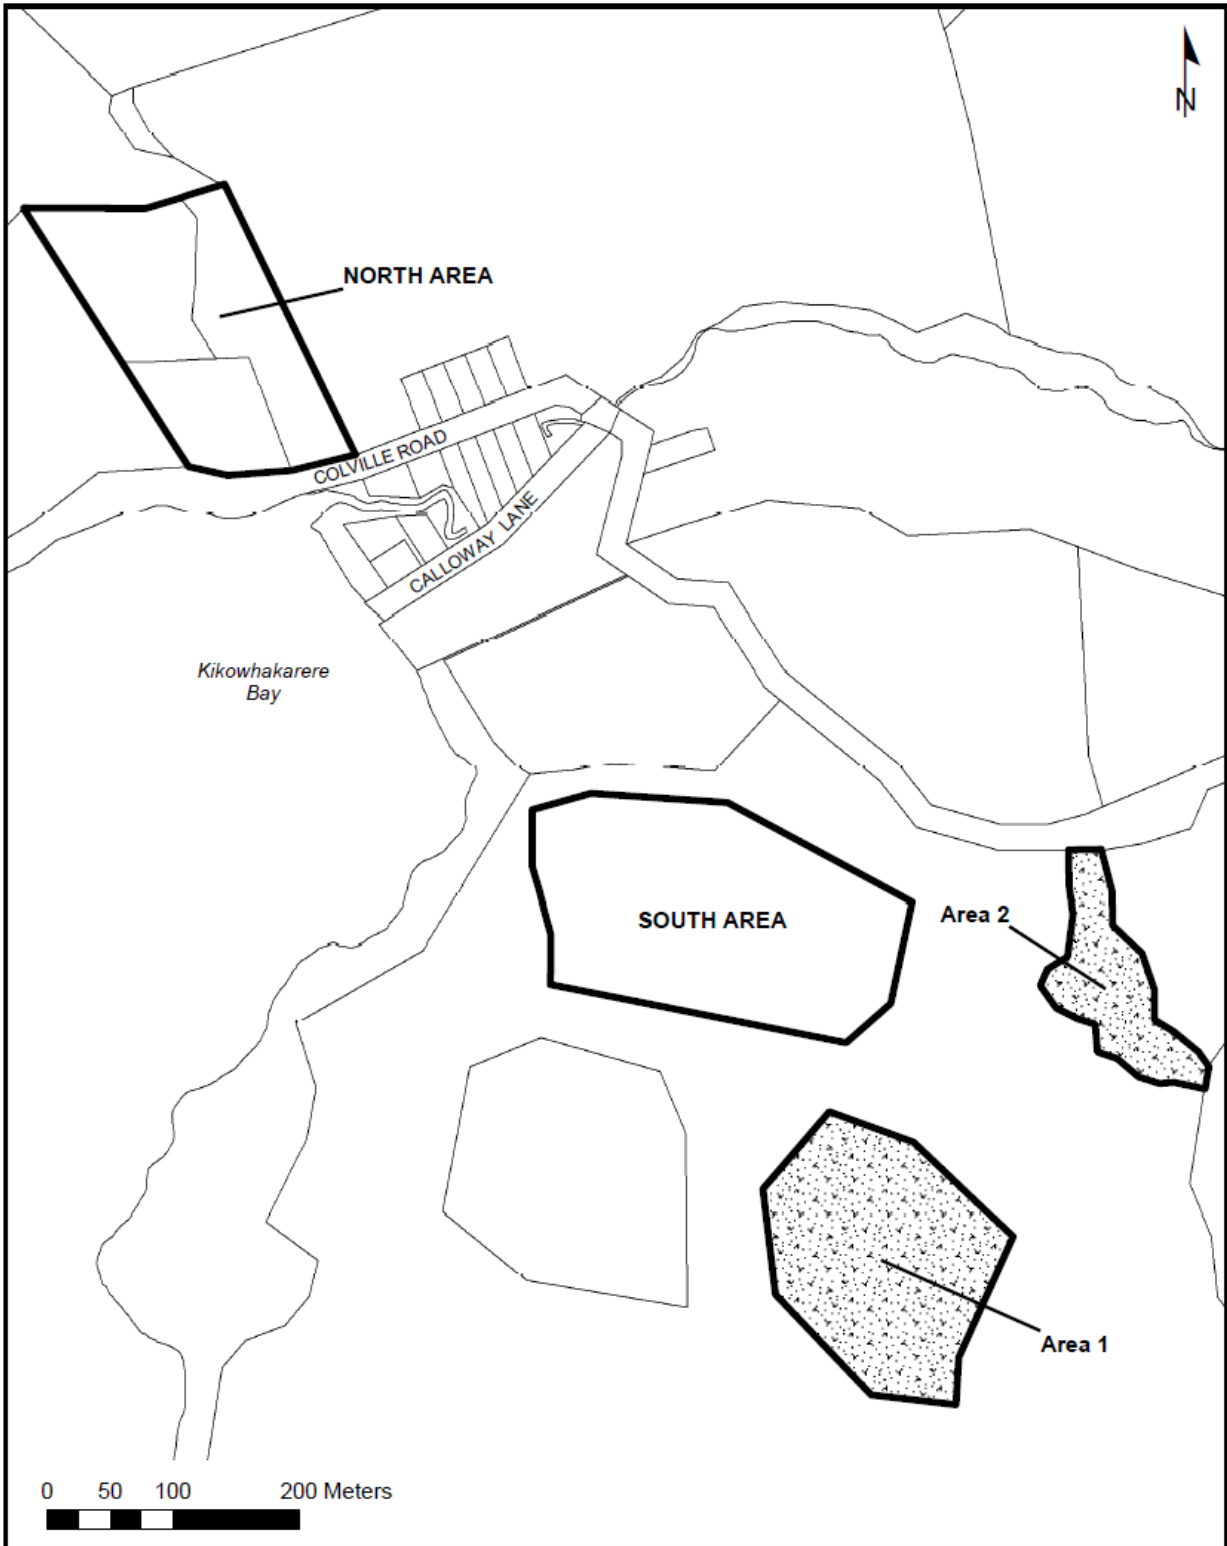 N
NORTH AREA
COLVILLE ROAD
CALLOWAY LANE
Kikowhakarere
Bay
SOUTH AREA
Area 2
Area 1
0 50 100 200 Meters